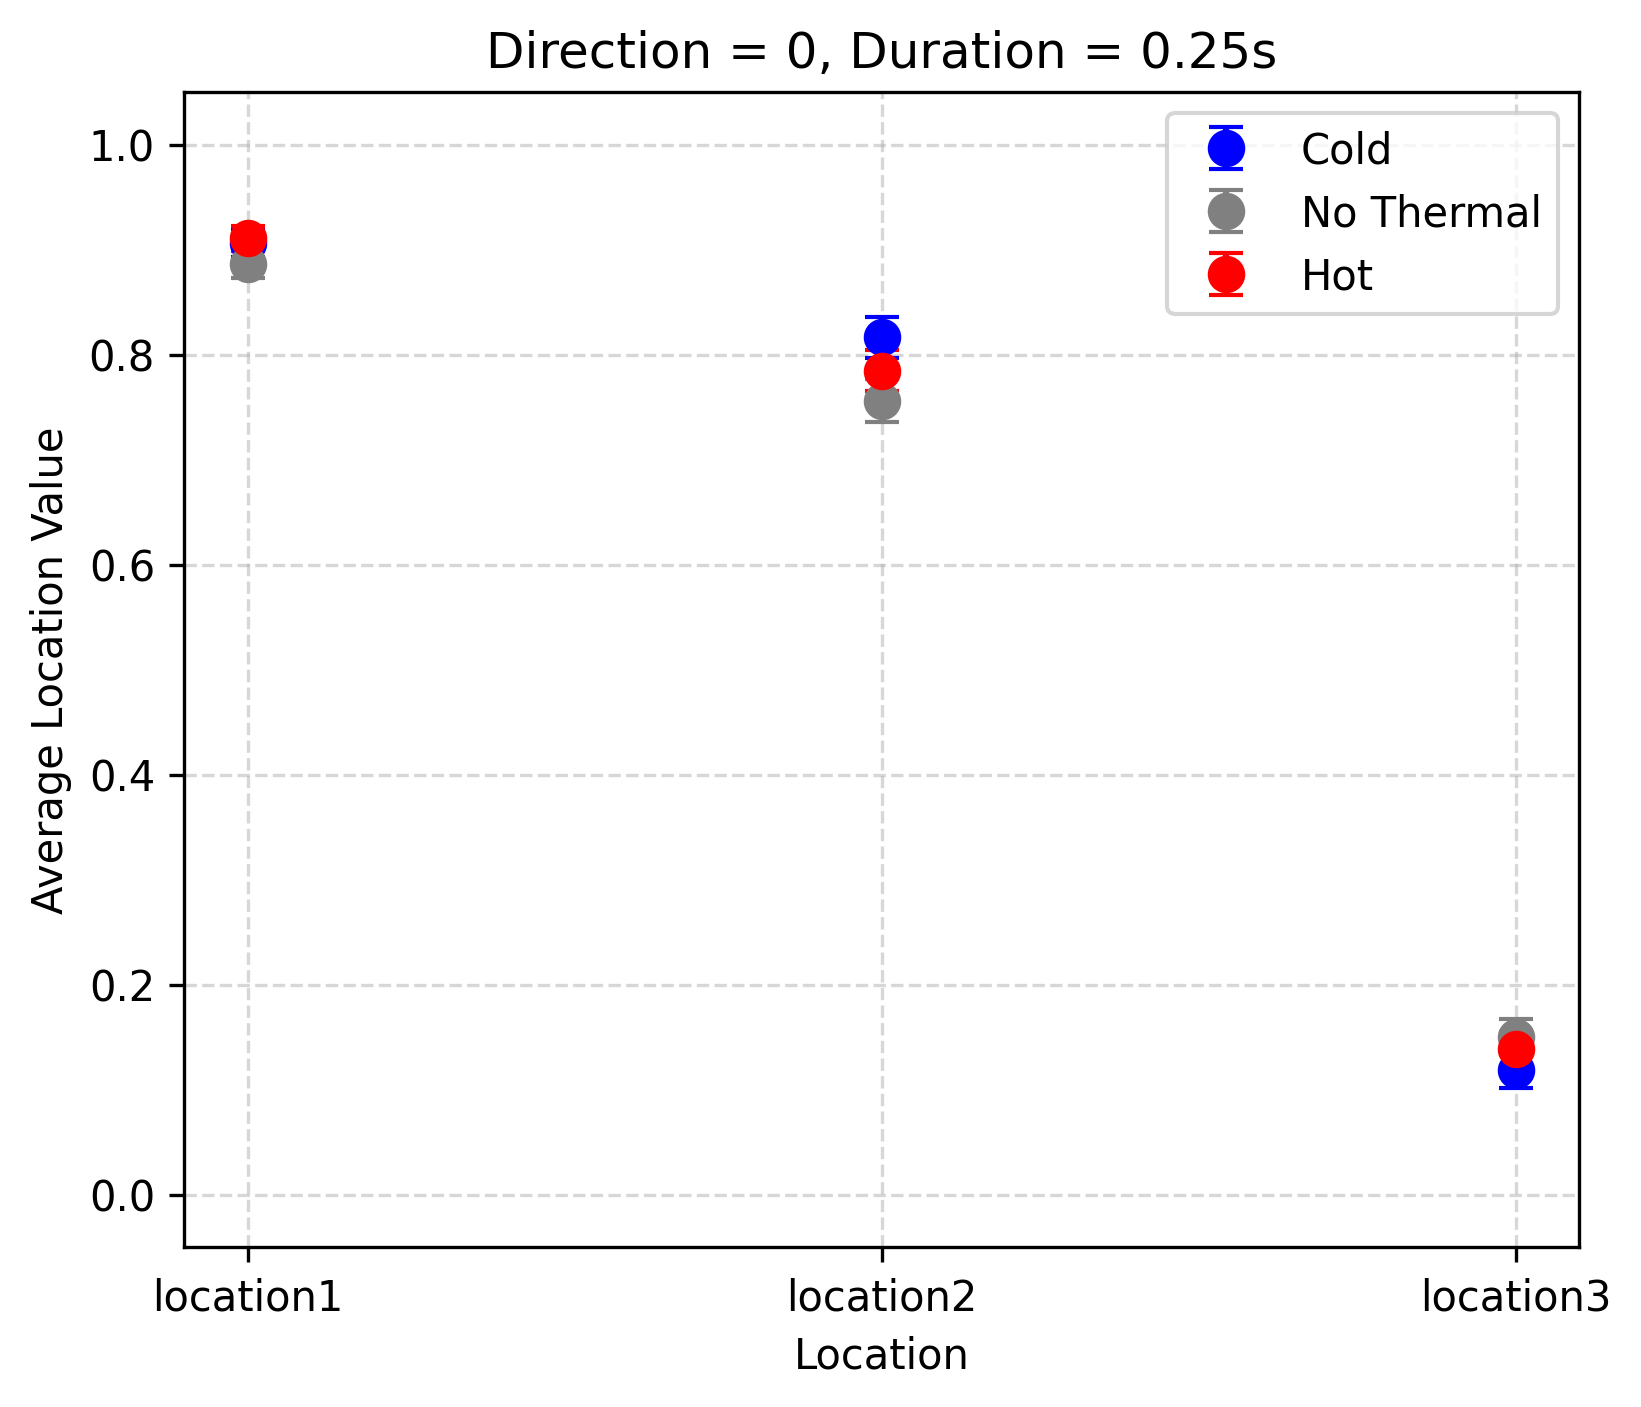 Direction = 0, Duration = 0.25s
Cold
No Thermal
Hot
1.0
0.8
0.6
0.4
0.2
0.0
Average Location Value
location1
location2
location3
Location